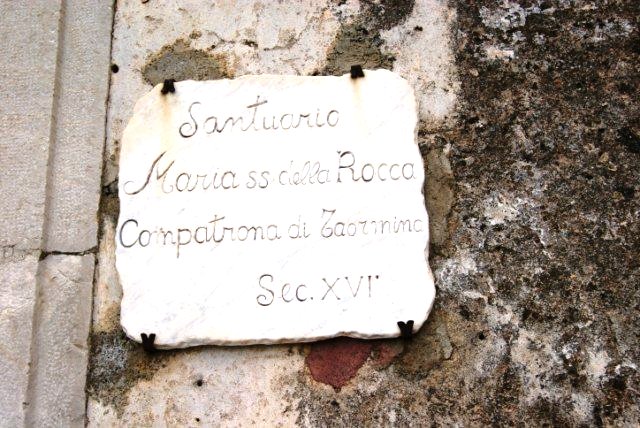 Santuario
Maria ss. della Rocca
Compatrona di Taormina
Sec. XVI